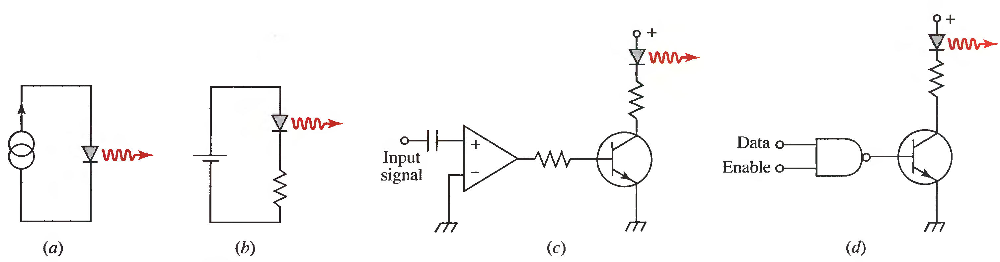 +
+
Input
signal
+
−
Data
Enable
(a)
(b)
(c)
(d)